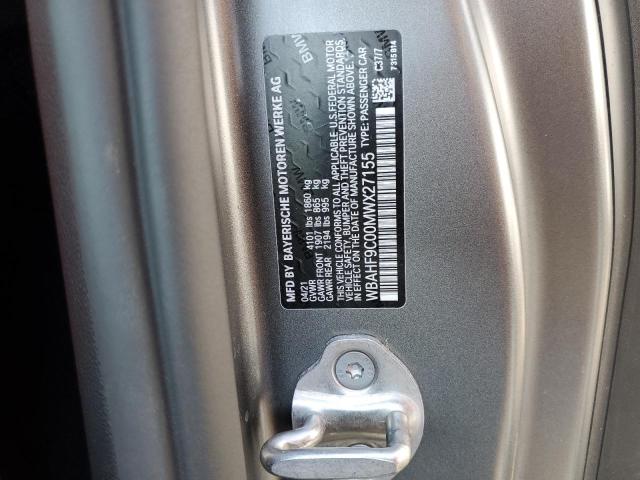 MFD BY BAYERISCHE MOTOREN WERKE AG
04/21
GVWR 4101 lbs 1860 kg
GAWR FRONT 1907 lbs 865 kg
GAWR REAR 2194 lbs 995 kg
THIS VEHICLE CONFORMS TO ALL APPLICABLE U.S. FEDERAL MOTOR
VEHICLE SAFETY, BUMPER AND THEFT PREVENTION STANDARDS
IN EFFECT ON THE DATE OF MANUFACTURE SHOWN ABOVE.
WBAHF9C00MWX27155 TYPE: PASSENGER CAR
C37/7
BMW